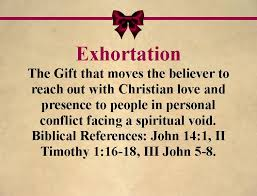 Exhortation
The Gift that moves the believer to
reach out with Christian love and
presence to people in personal
conflict facing a spiritual void.
Biblical References: John 14:1, II
Timothy 1:16-18, III John 5-8.